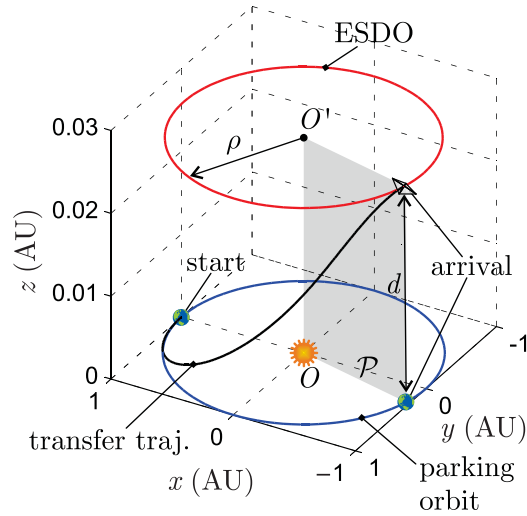 ESDO
O'
ρ
0.03
0.02
0.01
0
z (AU)
start
arrival
d
P
O
-1
0
1
y (AU)
1
0
−1
x (AU)
transfer traj.
parking
orbit